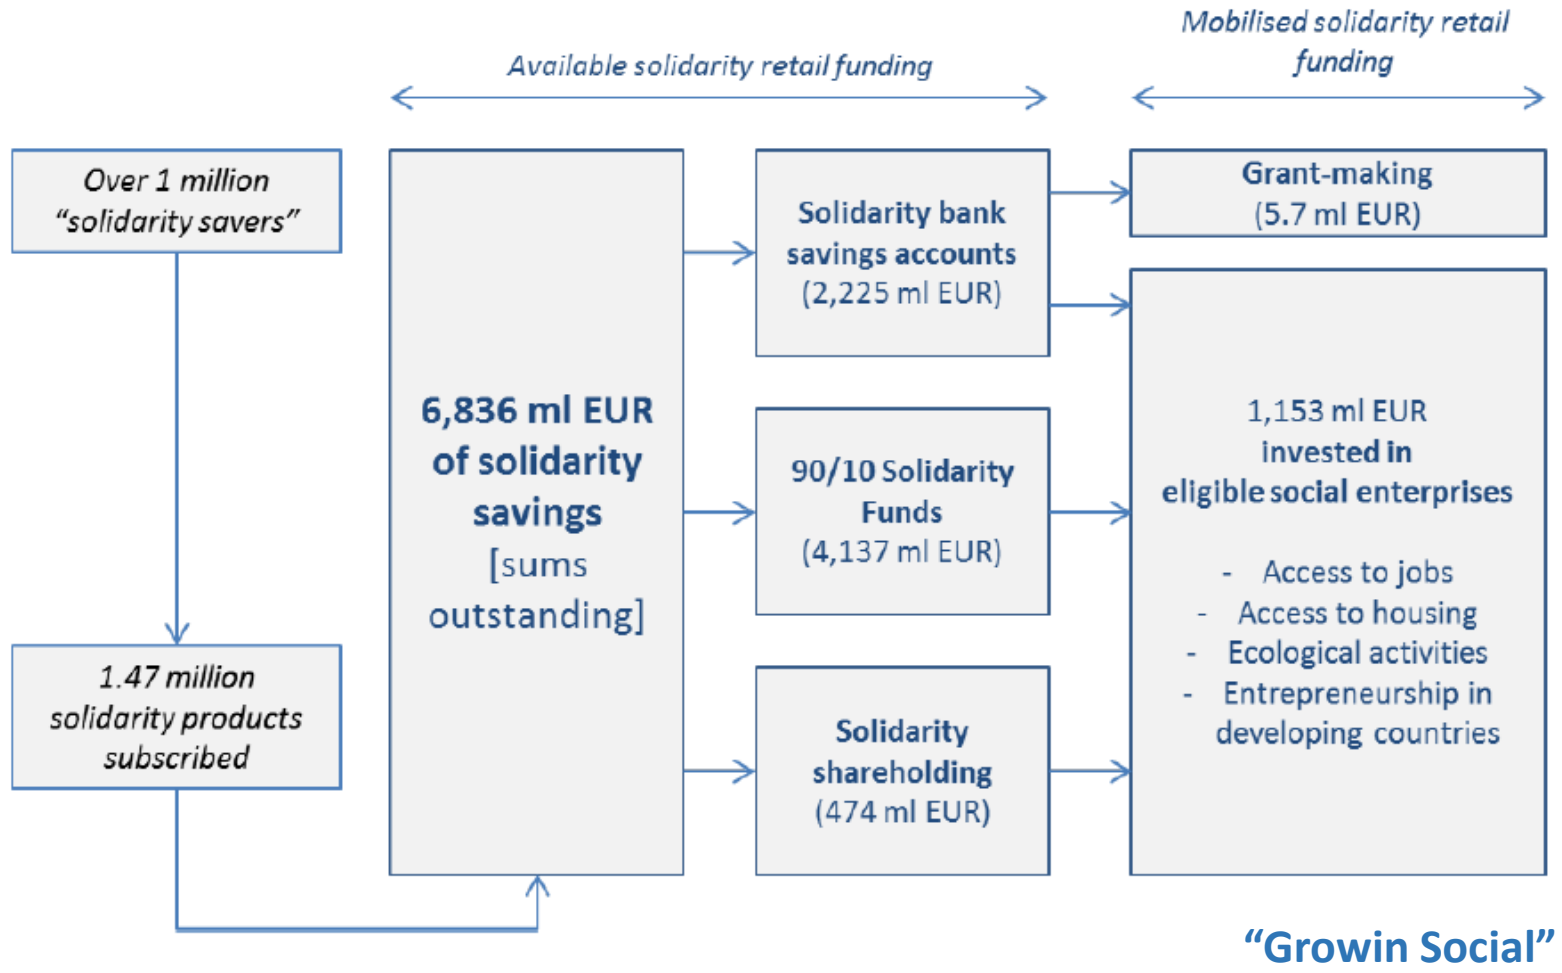 Available solidarity retail funding
Mobilised solidarity retail
funding
Over 1 million
“solidarity savers”
1.47 million
solidarity products
subscribed
6,836 ml EUR
of solidarity
savings
[sums
outstanding]
Solidarity bank
savings accounts
(2,225 ml EUR)
90/10 Solidarity
Funds
(4,137 ml EUR)
Solidarity
shareholding
(474 ml EUR)
Grant-making
(5.7 ml EUR)
1,153 ml EUR
invested in
eligible social enterprises
- Access to jobs
- Access to housing
- Ecological activities
- Entrepreneurship in
developing countries
“Growin Social”